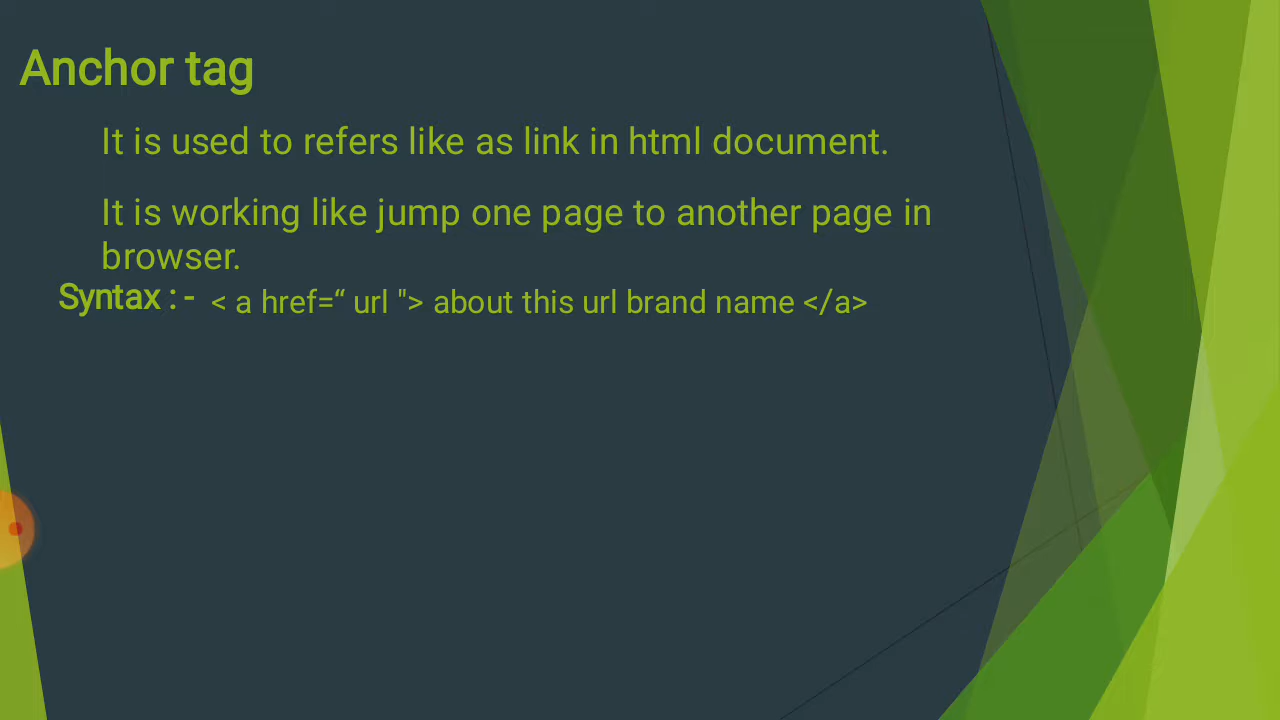 Anchor tag
It is used to refers like as link in html document.
It is working like jump one page to another page in
browser.
Syntax : - < a href=“ url "> about this url brand name </a>